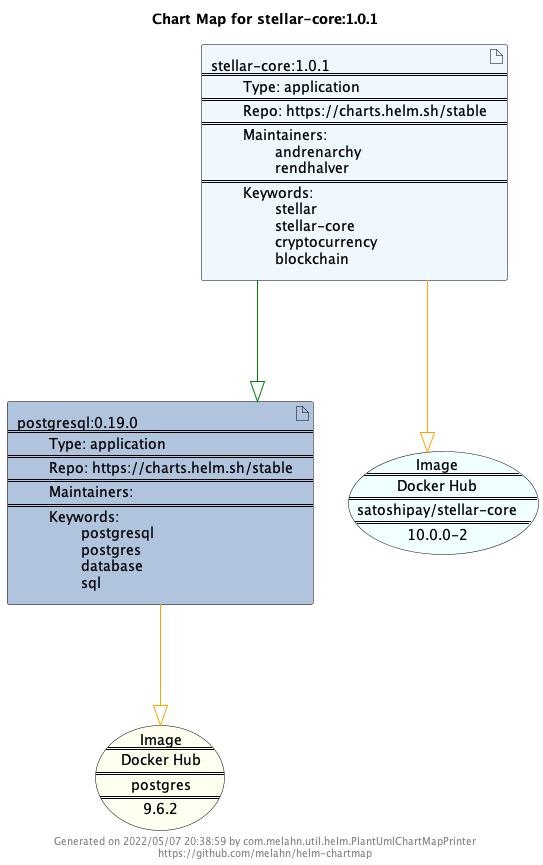 Chart Map for stellar-core:1.0.1
stellar-core:1.0.1
Type: application
Repo: https://charts.helm.sh/stable
Maintainers:
andrenarchy
rendhalver
Keywords:
stellar
stellar-core
cryptocurrency
blockchain
postgresql:0.19.0
Type: application
Repo: https://charts.helm.sh/stable
Maintainers:
Keywords:
postgresql
postgres
database
sql
Image
Docker Hub
satoshipay/stellar-core
10.0.0-2
Image
Docker Hub
postgres
9.6.2
Generated on 2022/05/07 20:38:59 by com.melahn.util.helm.PlantUmlChartMapPrinter
https://github.com/melahn/helm-chartmap